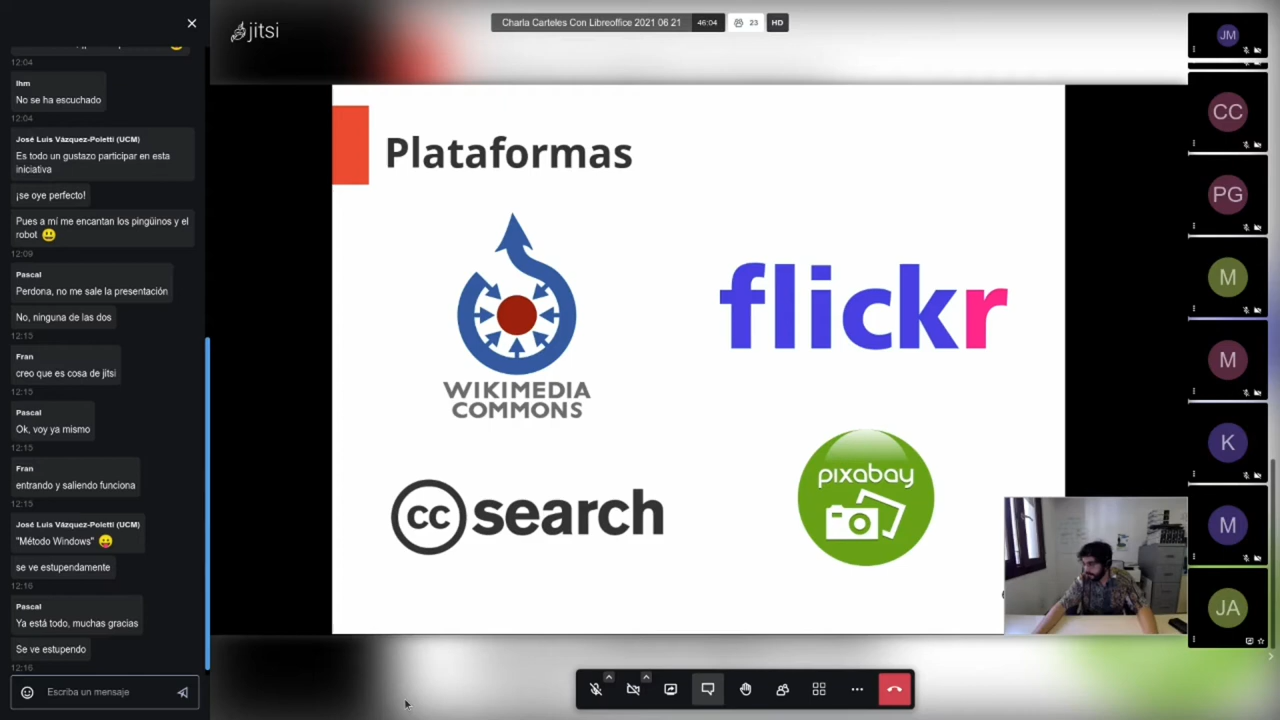 jitsi
Charla Carteles Con Libreoffice 2021 06 21
46:04
23
HD
12:04
Ihm
No se ha escuchado
12:04
José Luis Vázquez-Poletti (UCM)
Es todo un gustazo participar en esta
iniciativa
¡se oye perfecto!
Pues a mí me encantan los pingüinos y el
robot
12:09
Pascal
Perdona, no me sale la presentación
No, ninguna de las dos
12:15
Fran
creo que es cosa de jitsi
12:15
Pascal
Ok, voy ya mismo
12:15
Fran
entrando y saliendo funciona
12:15
José Luis Vázquez-Poletti (UCM)
"Método Windows"
se ve estupendamente
12:16
Pascal
Ya está todo, muchas gracias
Se ve estupendo
12:16
Escribe un mensaje
Plataformas
WIKIMEDIA
COMMONS
flickr
cc search
pixabay
JM
CC
PG
M
M
K
M
JA